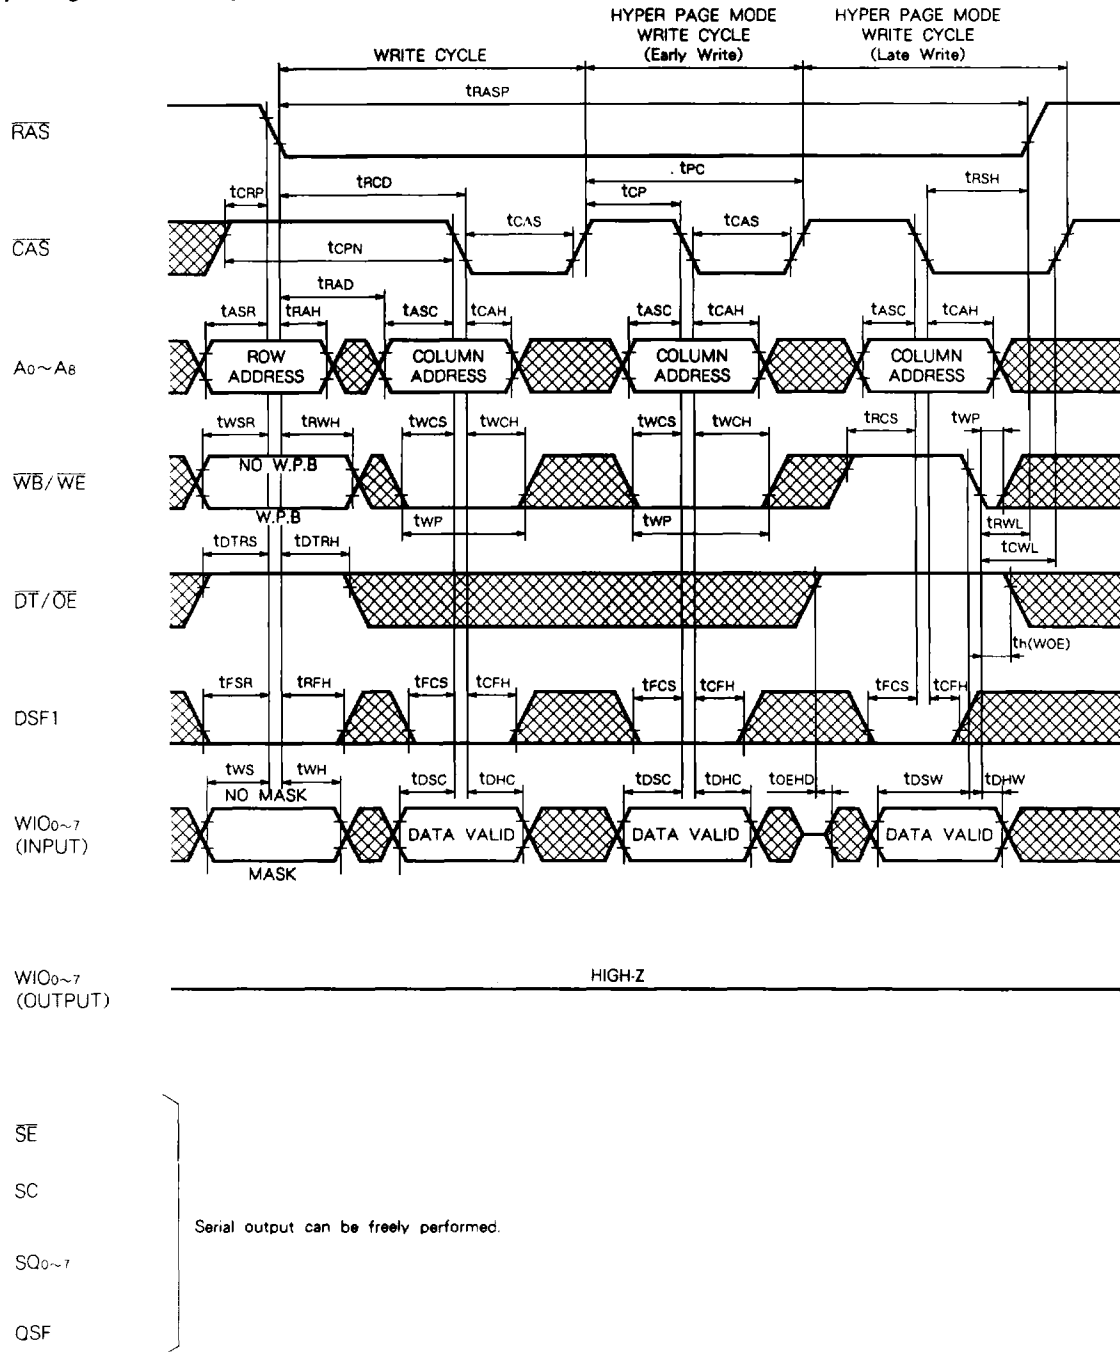 HYPER PAGE MODE HYPER PAGE MODE
WRITE CYCLE WRITE CYCLE WRITE CYCLE
(Early Write) (Late Write)
tRASP
RAS
tPC
tRCD tRSH
tCRP tCP
tCAS tCAS
CAS
tCPN
tRAD
tASR tRAH tASC tCAH tASC tCAH tASC tCAH
A0~A8
ROW ADDRESS
COLUMN ADDRESS
COLUMN ADDRESS
COLUMN ADDRESS
tWSR tRWH tWCS tWCH tWCS tWCH tRCS tWP
NO W.P.B
WB/WE
W.P.B
tWP tWP tRWL
tDTRS tDTRH tCWL
DT/OE
th(WOE)
tFSR tRFH tFCS tCFH tFCS tCFH tFCS tCFH
DSF1
tWS tWH tDSC tDHC tDSC tDHC tOEHD tDSW tDHW
NO MASK
WIO0~7
(INPUT)
DATA VALID DATA VALID DATA VALID
MASK
WIO0~7
(OUTPUT)
HIGH-Z
SE
SC
Serial output can be freely performed.
SQ0~7
QSF